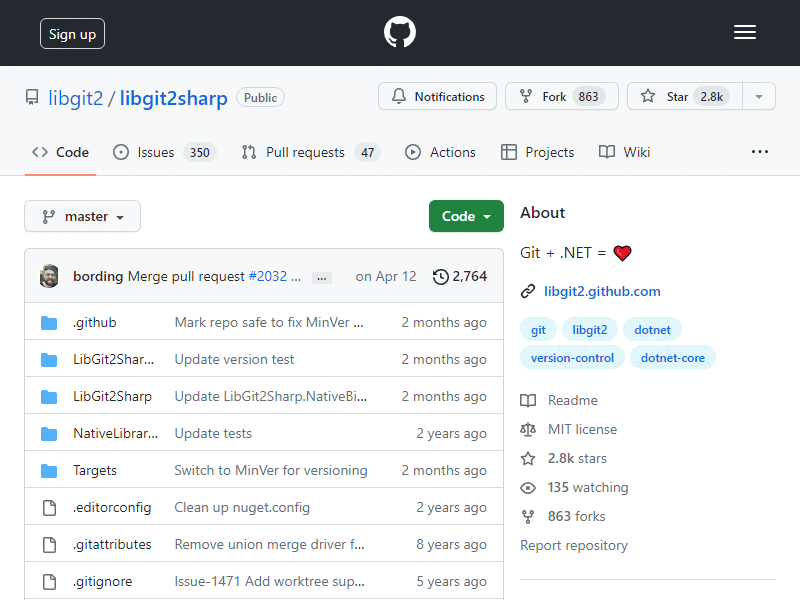 Sign up
libgit2 / libgit2sharp Public
Notifications Fork 863 Star 2.8k
Code Issues 350 Pull requests 47 Actions Projects Wiki ...
master Code
bording Merge pull request #2032 ... ... on Apr 12 2,764
.github Mark repo safe to fix MinVer ... 2 months ago
LibGit2Shar... Update version test 2 months ago
LibGit2Sharp Update LibGit2Sharp.NativeBi... 2 months ago
NativeLibrar... Update tests 2 years ago
Targets Switch to MinVer for versioning 2 months ago
.editorconfig Clean up nuget.config 2 years ago
.gitattributes Remove union merge driver f... 8 years ago
.gitignore Issue-1471 Add worktree sup... 5 years ago
About
Git + .NET = ❤️
libgit2.github.com
git libgit2 dotnet
version-control dotnet-core
Readme
MIT license
2.8k stars
135 watching
863 forks
Report repository